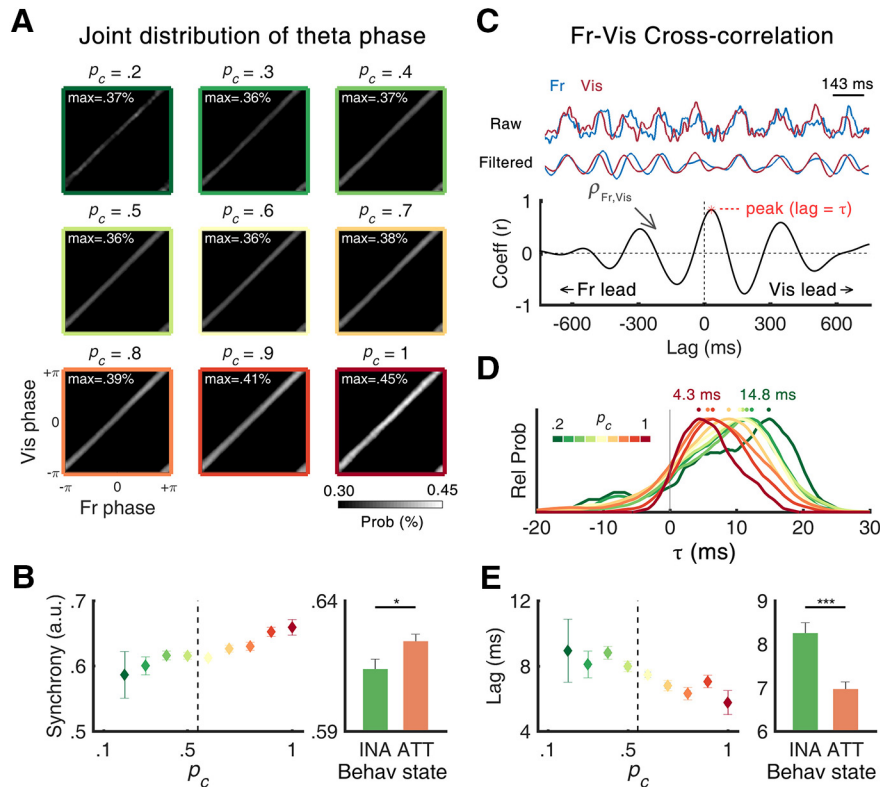 A
Joint distribution of theta phase
p_c = .2
p_c = .3
p_c = .4
max=.37%
max=.36%
max=.37%
p_c = .5
p_c = .6
p_c = .7
max=.36%
max=.36%
max=.38%
p_c = .8
p_c = .9
p_c = 1
max=.39%
max=.41%
max=.45%
Vis phase
+π
0
-π
-π
0
+π
Fr phase
0.30
0.45
Prob (%)
B
Synchrony (a.u.)
.7
.6
.5
.1
.5
1
p_c
.64
.59
*
INA ATT
Behav state
C
Fr-Vis Cross-correlation
Fr
Vis
143 ms
Raw
Filtered
ρFr,Vis
peak (lag = τ)
Coeff (r)
1
0
-1
← Fr lead
Vis lead →
-600
-300
0
300
600
Lag (ms)
D
4.3 ms
14.8 ms
.2
p_c
1
Rel Prob
-20
-10
0
10
20
30
τ (ms)
E
Lag (ms)
12
8
4
.1
.5
1
p_c
9
8
7
6
***
INA ATT
Behav state